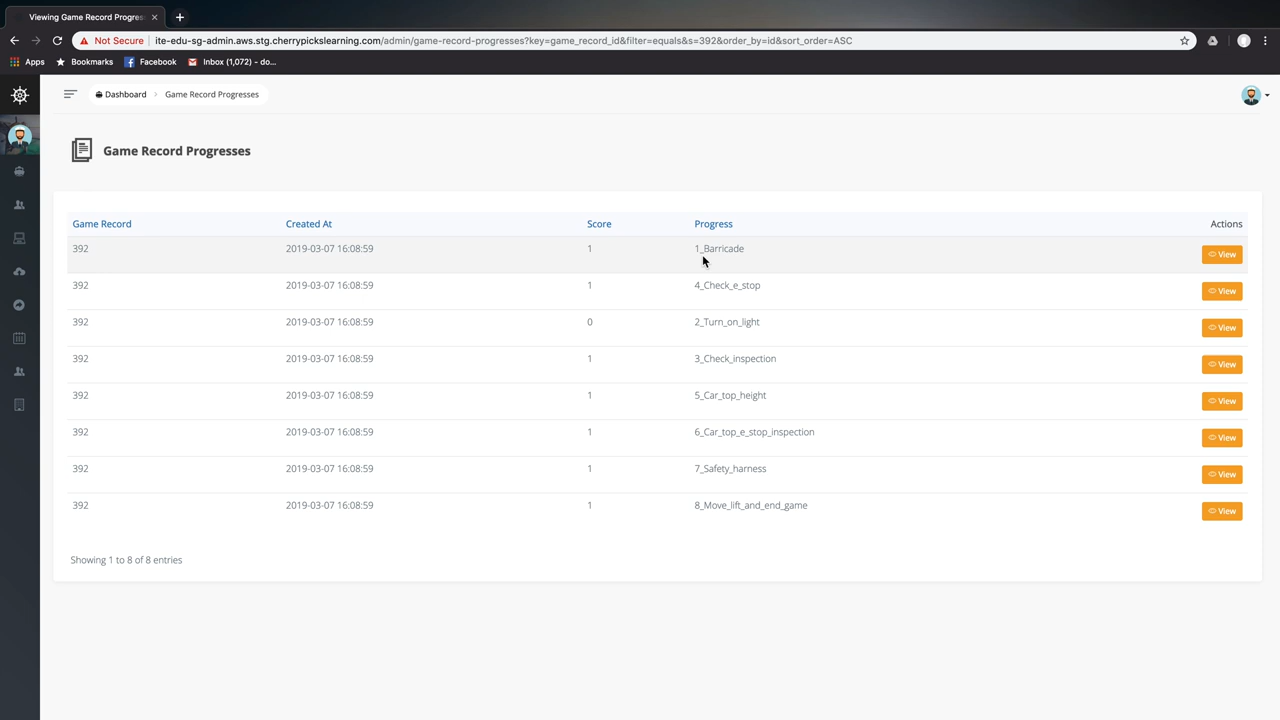 Viewing Game Record Progres
Not Secure ite-edu-sg-admin.aws.stg.cherrypickslearning.com/admin/game-record-progresses?key=game_record_id&filter=equals&s=392&order_by=id&sort_order=ASC
Apps Bookmarks Facebook Inbox (1,072) – do...
Dashboard > Game Record Progresses
Game Record Progresses
Game Record Created At Score Progress Actions
392 2019-03-07 16:08:59 1 1_Barricade View
392 2019-03-07 16:08:59 1 4_Check_e_stop View
392 2019-03-07 16:08:59 0 2_Turn_on_light View
392 2019-03-07 16:08:59 1 3_Check_inspection View
392 2019-03-07 16:08:59 1 5_Car_top_height View
392 2019-03-07 16:08:59 1 6_Car_top_e_stop_inspection View
392 2019-03-07 16:08:59 1 7_Safety_harness View
392 2019-03-07 16:08:59 1 8_Move_lift_and_end_game View
Showing 1 to 8 of 8 entries